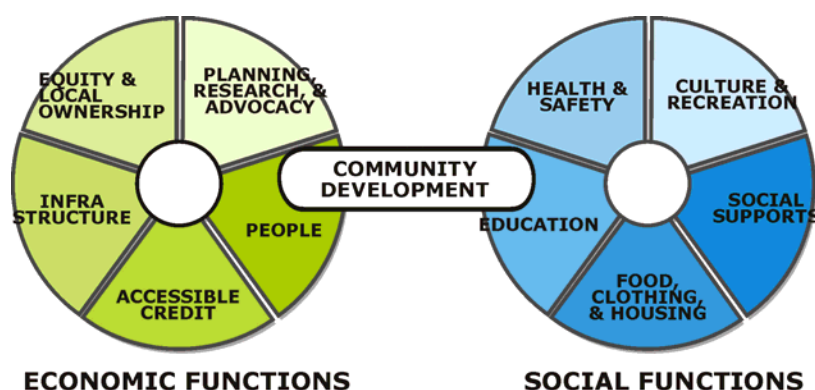 EQUITY &
LOCAL
OWNERSHIP
PLANNING,
RESEARCH, &
ADVOCACY
INFRA
STRUCTURE
PEOPLE
ACCESSIBLE
CREDIT
COMMUNITY
DEVELOPMENT
HEALTH &
SAFETY
CULTURE &
RECREATION
EDUCATION
SOCIAL
SUPPORTS
FOOD,
CLOTHING,
& HOUSING
ECONOMIC FUNCTIONS
SOCIAL FUNCTIONS